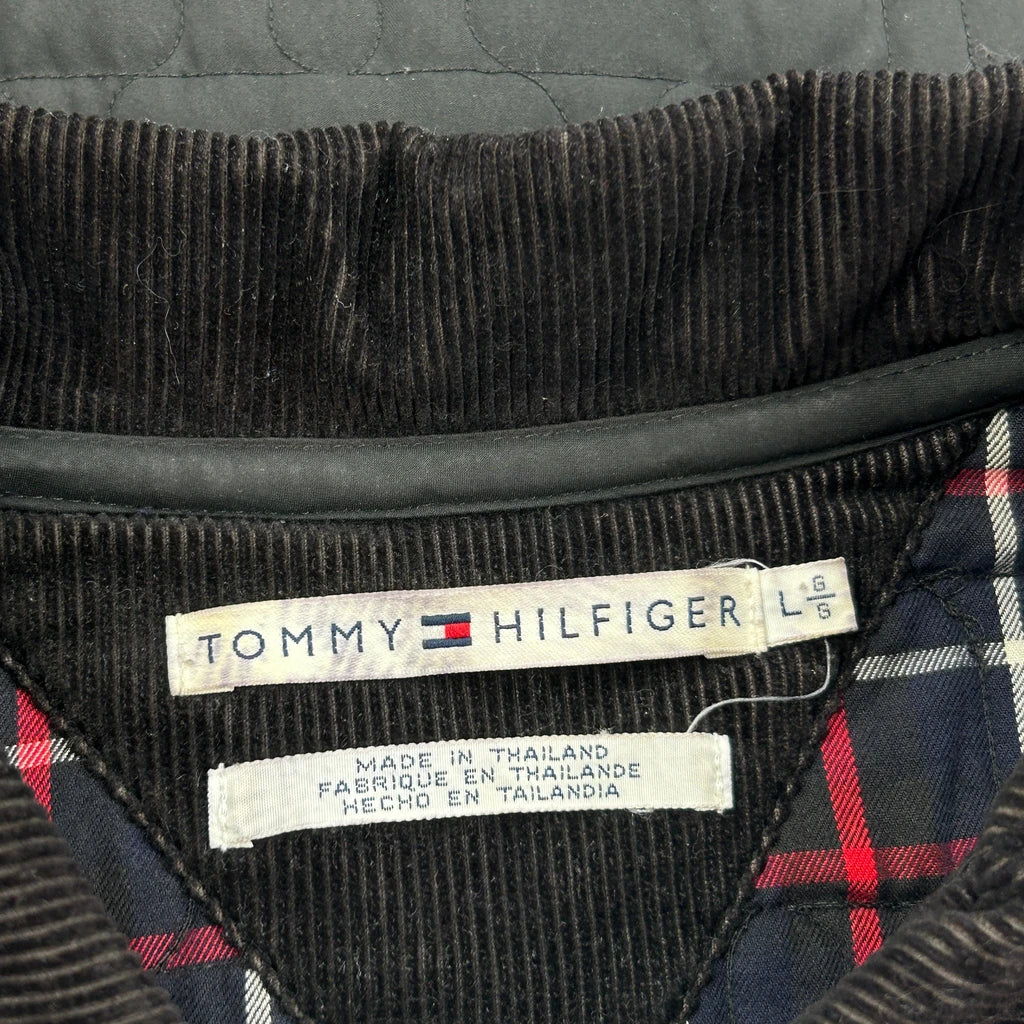 TOMMY HILFIGER
L G/G
MADE IN THAILAND
FABRIQUE EN THAILANDE
HECHO EN TAILANDIA